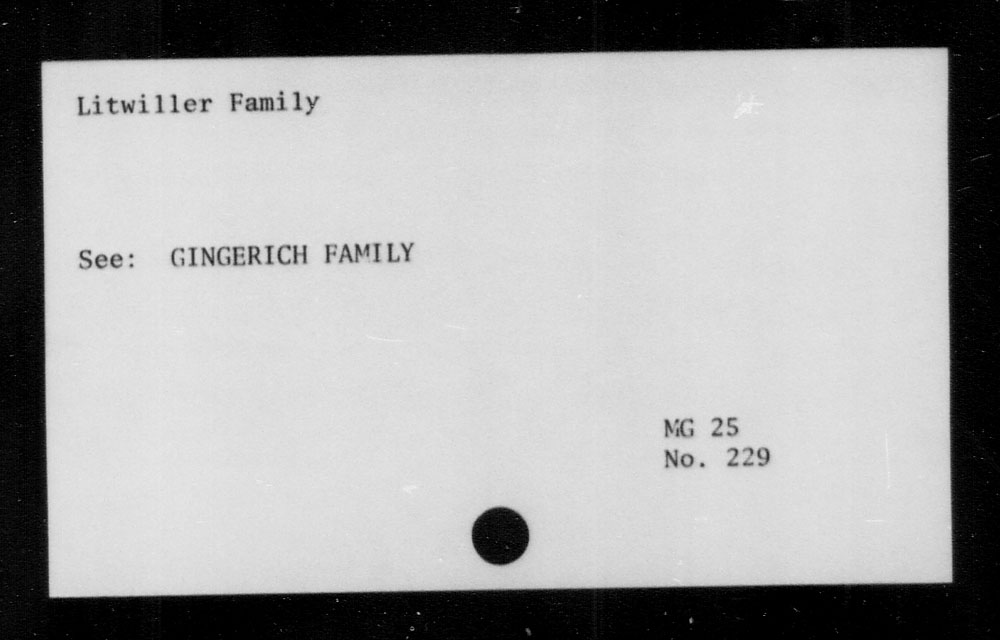 Litwiller Family
See: GINGERICH FAMILY
MG 25
No. 229